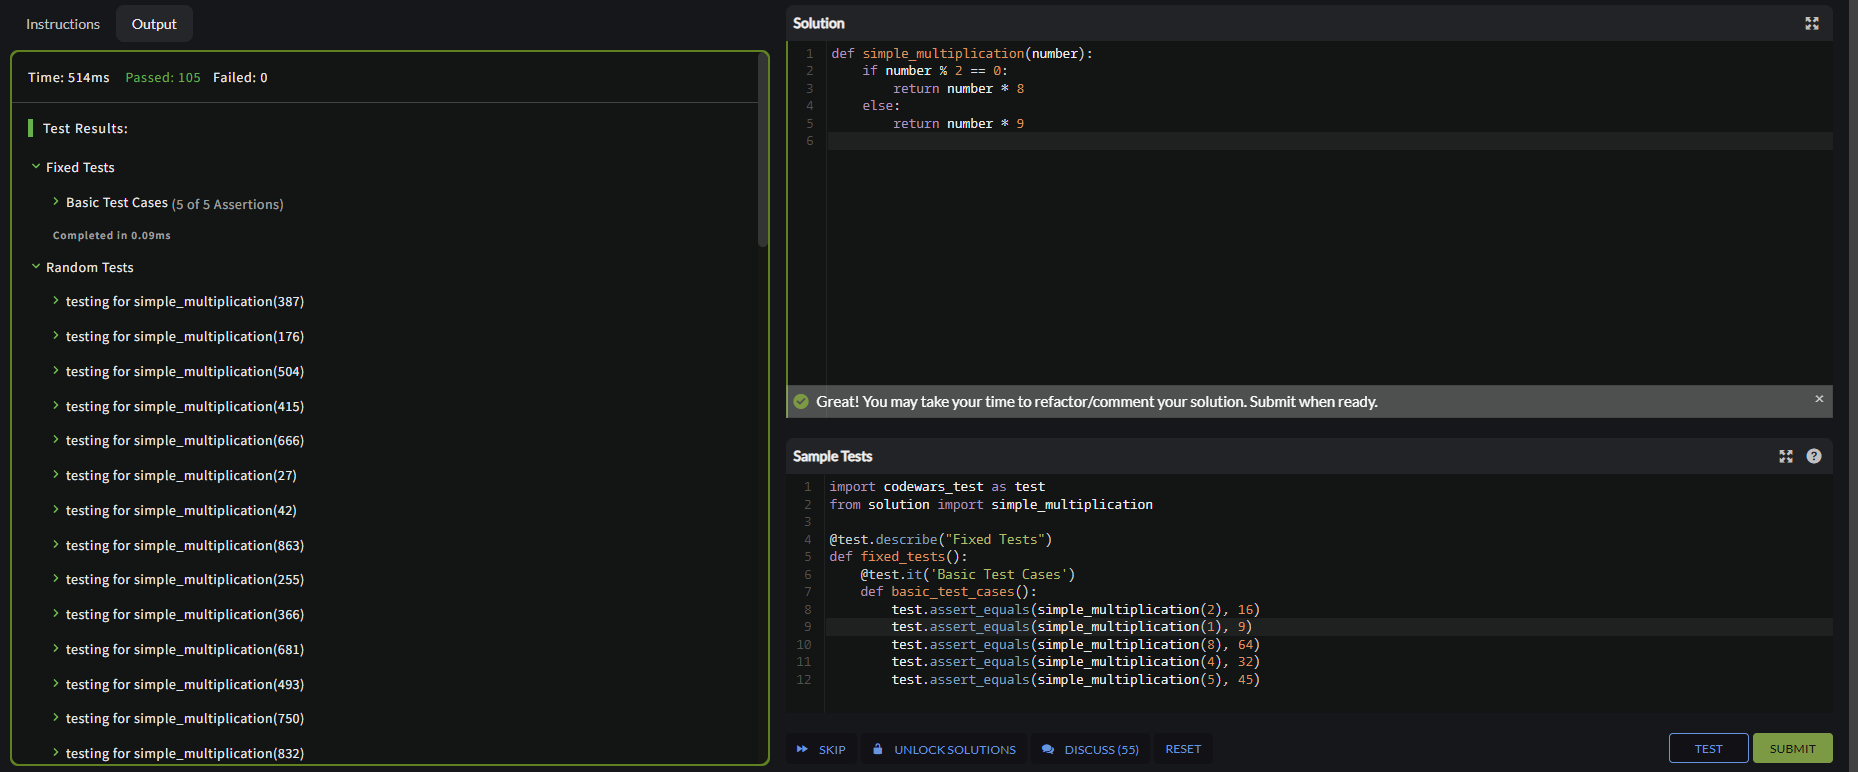 Instructions
Output
Time: 514ms Passed: 105 Failed: 0
Test Results:
Fixed Tests
Basic Test Cases (5 of 5 Assertions)
Completed in 0.09ms
Random Tests
testing for simple_multiplication(387)
testing for simple_multiplication(176)
testing for simple_multiplication(504)
testing for simple_multiplication(415)
testing for simple_multiplication(666)
testing for simple_multiplication(27)
testing for simple_multiplication(42)
testing for simple_multiplication(863)
testing for simple_multiplication(255)
testing for simple_multiplication(366)
testing for simple_multiplication(681)
testing for simple_multiplication(493)
testing for simple_multiplication(750)
testing for simple_multiplication(832)
Solution
1 def simple_multiplication(number):
2     if number % 2 == 0:
3         return number * 8
4     else:
5         return number * 9
6
Great! You may take your time to refactor/comment your solution. Submit when ready.
Sample Tests
1 import codewars_test as test
2 from solution import simple_multiplication
3
4 @test.describe("Fixed Tests")
5 def fixed_tests():
6     @test.it('Basic Test Cases')
7     def basic_test_cases():
8         test.assert_equals(simple_multiplication(2), 16)
9         test.assert_equals(simple_multiplication(1), 9)
10         test.assert_equals(simple_multiplication(8), 64)
11         test.assert_equals(simple_multiplication(4), 32)
12         test.assert_equals(simple_multiplication(5), 45)
SKIP
UNLOCK SOLUTIONS
DISCUSS (55)
RESET
TEST
SUBMIT